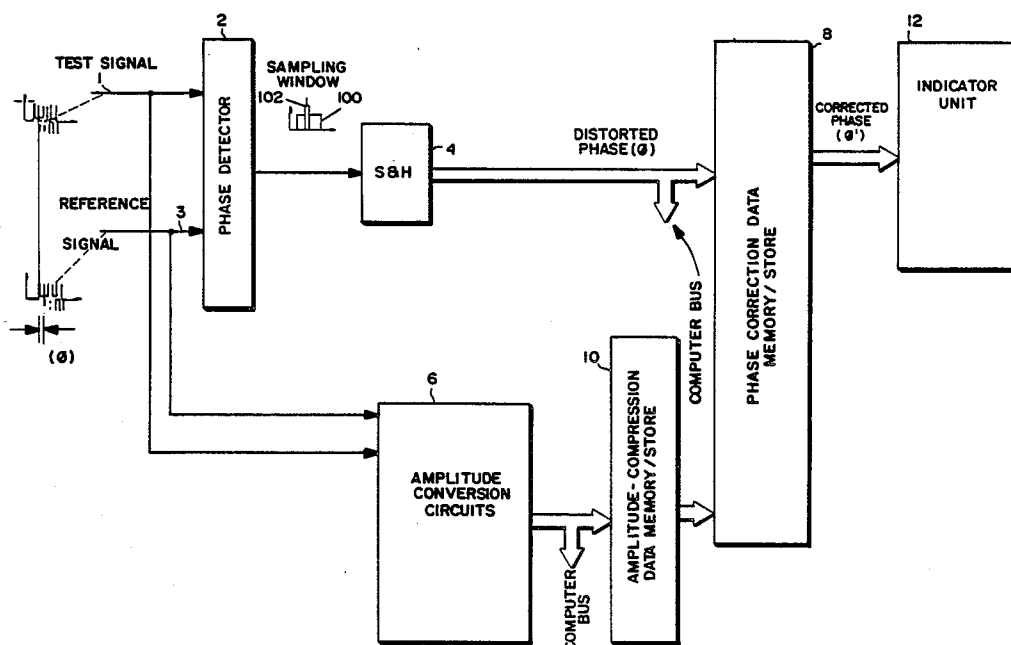 2
TEST SIGNAL
1
PHASE DETECTOR
SAMPLING
WINDOW
102
100
4
S&H
DISTORTED
PHASE (Ø)
COMPUTER BUS
8
PHASE CORRECTION DATA
MEMORY/STORE
CORRECTED
PHASE
(Ø')
12
INDICATOR
UNIT
REFERENCE
3
SIGNAL
(Ø)
6
AMPLITUDE
CONVERSION
CIRCUITS
COMPUTER
BUS
10
AMPLITUDE-COMPRESSION
DATA MEMORY/STORE